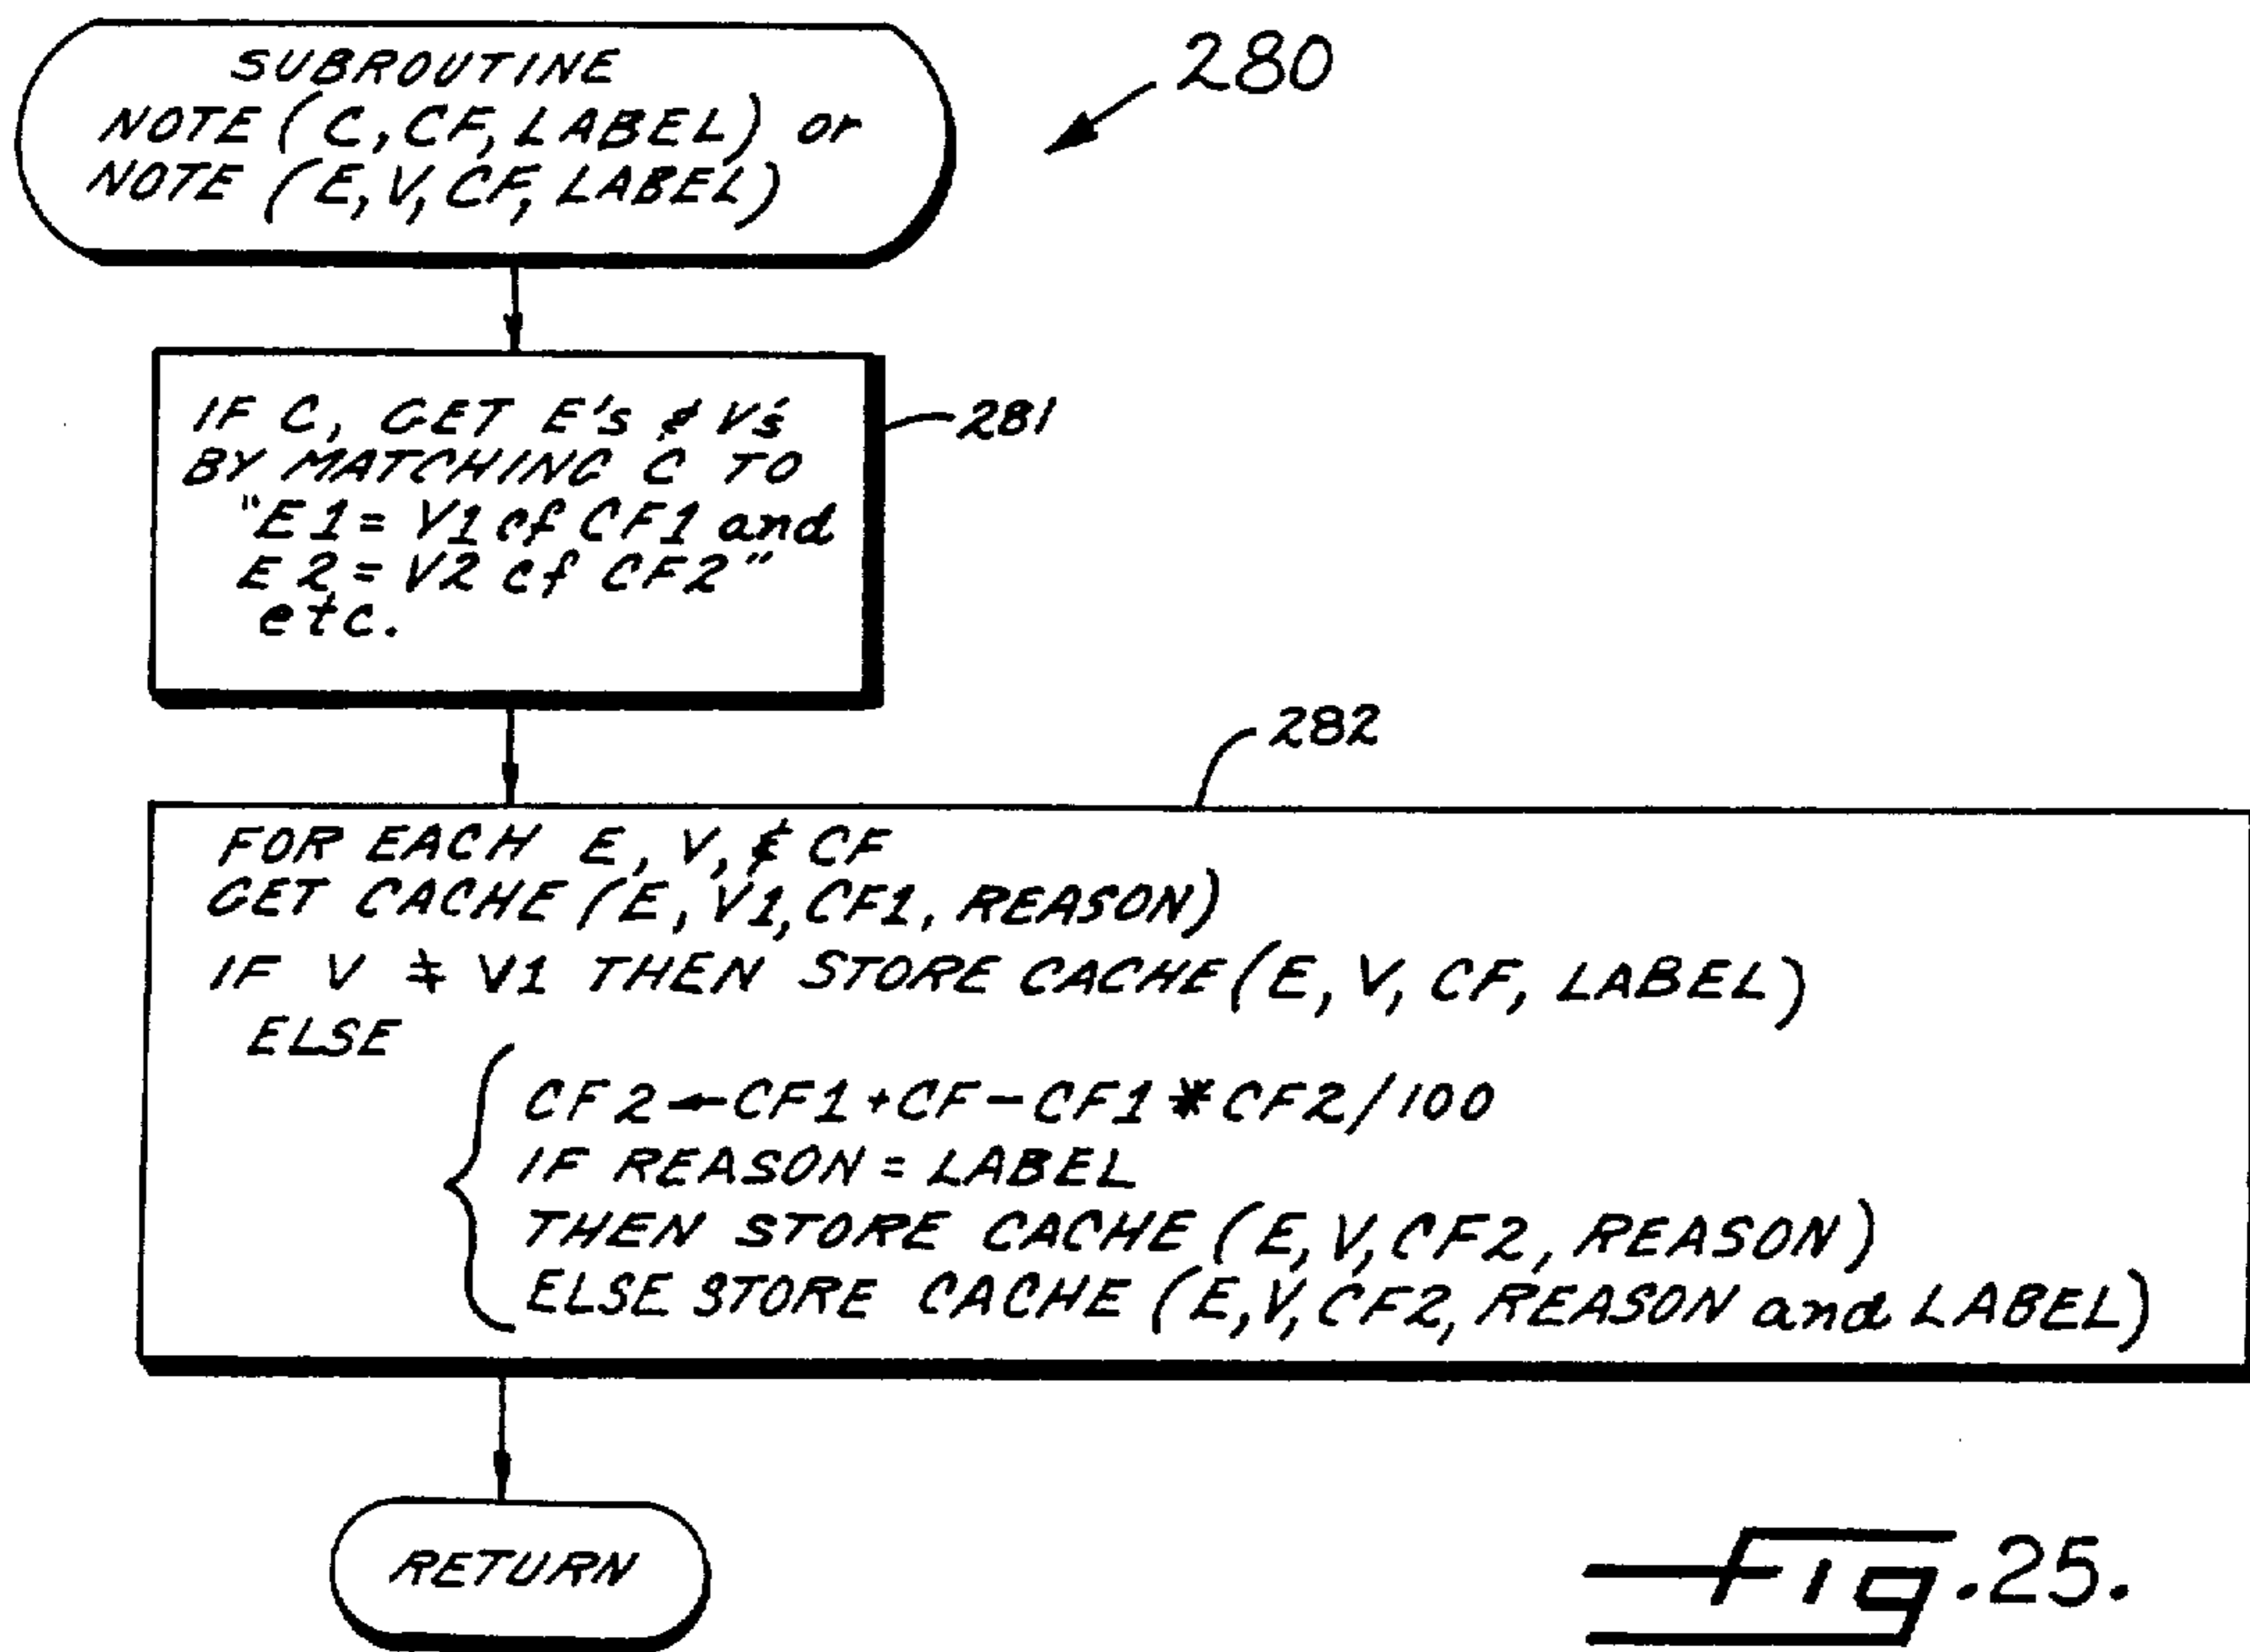 SUBROUTINE
NOTE (C, CF, LABEL) or
NOTE (E, V, CF, LABEL)
280
IF C, GET E's & V's
BY MATCHING C TO
"E1 = V1 cf CF1 and
E2 = V2 cf CF2"
etc.
281
282
FOR EACH E, V, & CF
GET CACHE (E, V1, CF1, REASON)
IF V ≠ V1 THEN STORE CACHE (E, V, CF, LABEL)
ELSE
CF2 ← CF1 + CF - CF1 * CF2/100
IF REASON = LABEL
THEN STORE CACHE (E, V, CF2, REASON)
ELSE STORE CACHE (E, V, CF2, REASON and LABEL)
RETURN
Fig. 25.